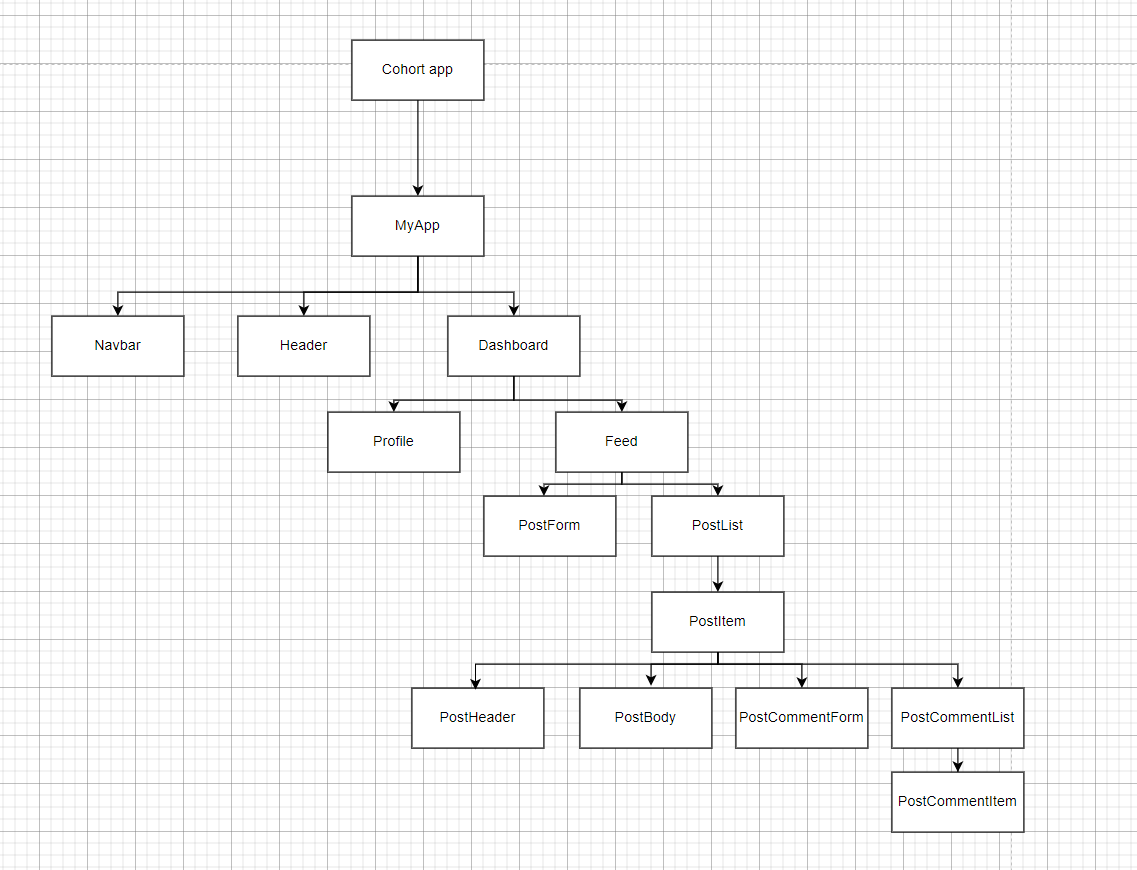 Cohort app
MyApp
Navbar
Header
Dashboard
Profile
Feed
PostForm
PostList
PostItem
PostHeader
PostBody
PostCommentForm
PostCommentList
PostCommentItem